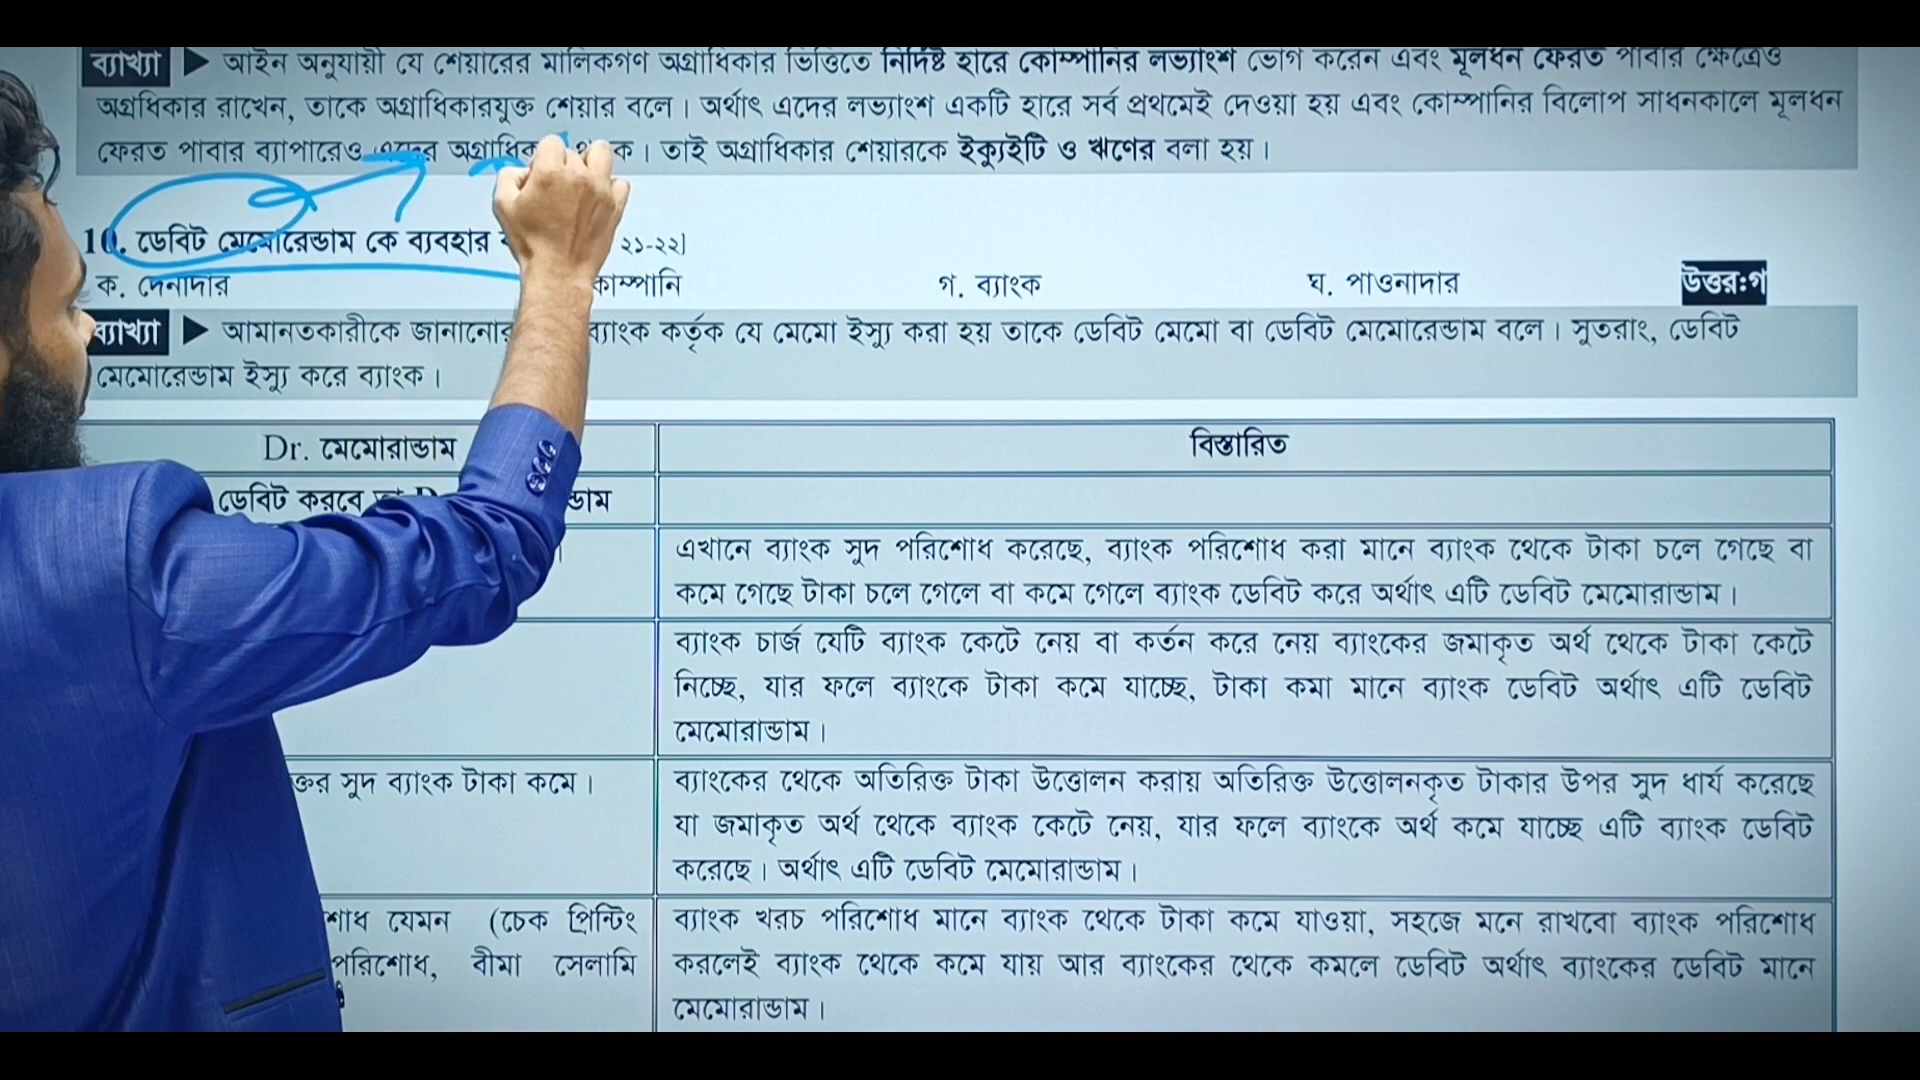 ব্যাখ্যা ▶ আইন অনুযায়ী যে শেয়ারের মালিকগণ অগ্রাধিকার ভিত্তিতে নির্দিষ্ট হারে কোম্পানির লভ্যাংশ ভোগ করেন এবং মূলধন ফেরত পাবার ক্ষেত্রেও
অগ্রধিকার রাখেন, তাকে অগ্রাধিকারযুক্ত শেয়ার বলে। অর্থাৎ এদের লভ্যাংশ একটি হারে সর্ব প্রথমেই দেওয়া হয় এবং কোম্পানির বিলোপ সাধনকালে মূলধন
ফেরত পাবার ব্যাপারেও এদের । তাই অগ্রাধিকার শেয়ারকে ইক্যুইটি ও ঋণের বলা হয়।
10. ডেবিট মেমোরেন্ডাম কে ব্যবহার ২১-২২]
ক. দেনাদার গ. ব্যাংক ঘ. পাওনাদার উত্তর:গ
ব্যাখ্যা ▶ আমানতকারীকে জানানোর ব্যাংক কর্তৃক যে মেমো ইস্যু করা হয় তাকে ডেবিট মেমো বা ডেবিট মেমোরেন্ডাম বলে। সুতরাং, ডেবিট
মেমোরেন্ডাম ইস্যু করে ব্যাংক।
Dr. মেমোরান্ডাম বিস্তারিত
ডেবিট করবে
এখানে ব্যাংক সুদ পরিশোধ করেছে, ব্যাংক পরিশোধ করা মানে ব্যাংক থেকে টাকা চলে গেছে বা
কমে গেছে টাকা চলে গেলে বা কমে গেলে ব্যাংক ডেবিট করে অর্থাৎ এটি ডেবিট মেমোরান্ডাম।
ব্যাংক চার্জ যেটি ব্যাংক কেটে নেয় বা কর্তন করে নেয় ব্যাংকের জমাকৃত অর্থ থেকে টাকা কেটে
নিচ্ছে, যার ফলে ব্যাংকে টাকা কমে যাচ্ছে, টাকা কমা মানে ব্যাংক ডেবিট অর্থাৎ এটি ডেবিট
মেমোরান্ডাম।
সুদ ব্যাংক টাকা কমে।
ব্যাংকের থেকে অতিরিক্ত টাকা উত্তোলন করায় অতিরিক্ত উত্তোলনকৃত টাকার উপর সুদ ধার্য করেছে
যা জমাকৃত অর্থ থেকে ব্যাংক কেটে নেয়, যার ফলে ব্যাংকে অর্থ কমে যাচ্ছে এটি ব্যাংক ডেবিট
করেছে। অর্থাৎ এটি ডেবিট মেমোরান্ডাম।
যেমন (চেক প্রিন্টিং
পরিশোধ, বীমা সেলামি
ব্যাংক খরচ পরিশোধ মানে ব্যাংক থেকে টাকা কমে যাওয়া, সহজে মনে রাখবো ব্যাংক পরিশোধ
করলেই ব্যাংক থেকে কমে যায় আর ব্যাংকের থেকে কমলে ডেবিট অর্থাৎ ব্যাংকের ডেবিট মানে
মেমোরান্ডাম।